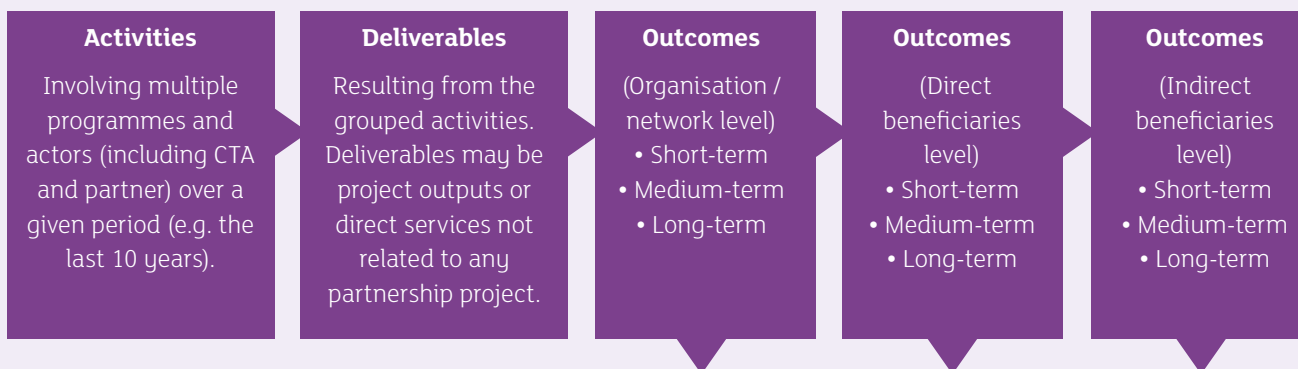 Activities
Involving multiple
programmes and
actors (including CTA
and partner) over a
given period (e.g. the
last 10 years).
Deliverables
Resulting from the
grouped activities.
Deliverables may be
project outputs or
direct services not
related to any
partnership project.
Outcomes
(Organisation /
network level)
• Short-term
• Medium-term
• Long-term
Outcomes
(Direct
beneficiaries
level)
• Short-term
• Medium-term
• Long-term
Outcomes
(Indirect
beneficiaries
level)
• Short-term
• Medium-term
• Long-term